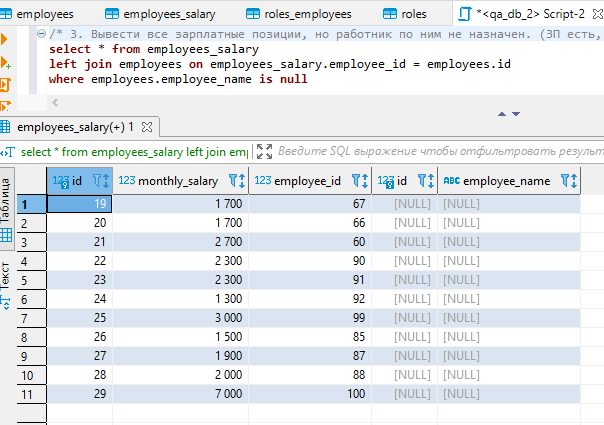 employees employees_salary roles_employees roles *<qa_db_2> Script-2
/* 3. Вывести все зарплатные позиции, но работник по ним не назначен. (ЗП есть,
select * from employees_salary
left join employees on employees_salary.employee_id = employees.id
where employees.employee_name is null
employees_salary(+) 1
select * from employees_salary left join emp Введите SQL выражение чтобы отфильтровать результ
Таблица
Текст
123 id 123 monthly_salary 123 employee_id 123 id ABC employee_name
1 19 1 700 67 [NULL] [NULL]
2 20 1 700 66 [NULL] [NULL]
3 21 2 700 60 [NULL] [NULL]
4 22 2 300 90 [NULL] [NULL]
5 23 2 300 91 [NULL] [NULL]
6 24 1 300 92 [NULL] [NULL]
7 25 3 000 99 [NULL] [NULL]
8 26 1 500 85 [NULL] [NULL]
9 27 1 900 87 [NULL] [NULL]
10 28 2 000 88 [NULL] [NULL]
11 29 7 000 100 [NULL] [NULL]